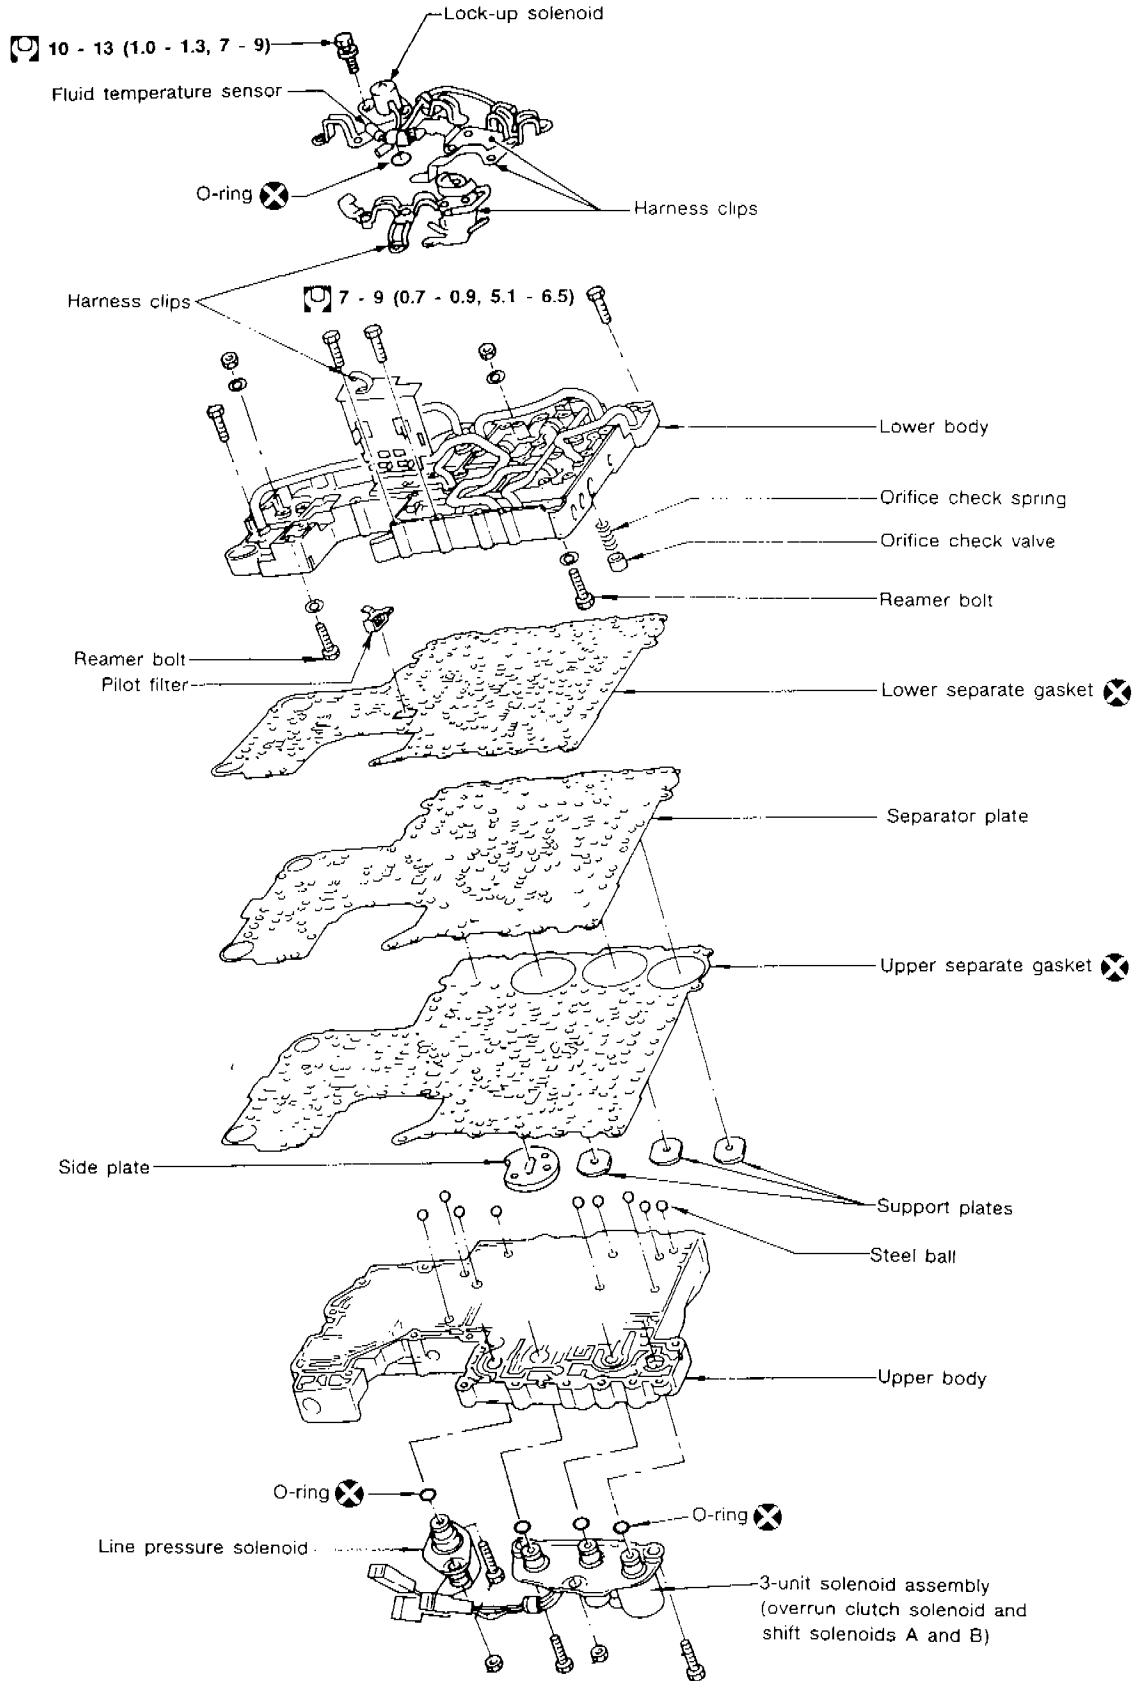 Lock-up solenoid
10 - 13 (1.0 - 1.3, 7 - 9)
Fluid temperature sensor
O-ring
Harness clips
Harness clips
7 - 9 (0.7 - 0.9, 5.1 - 6.5)
Lower body
Orifice check spring
Orifice check valve
Reamer bolt
Reamer bolt
Pilot filter
Lower separate gasket
Separator plate
Upper separate gasket
Side plate
Support plates
Steel ball
Upper body
O-ring
O-ring
Line pressure solenoid
3-unit solenoid assembly
(overrun clutch solenoid and
shift solenoids A and B)